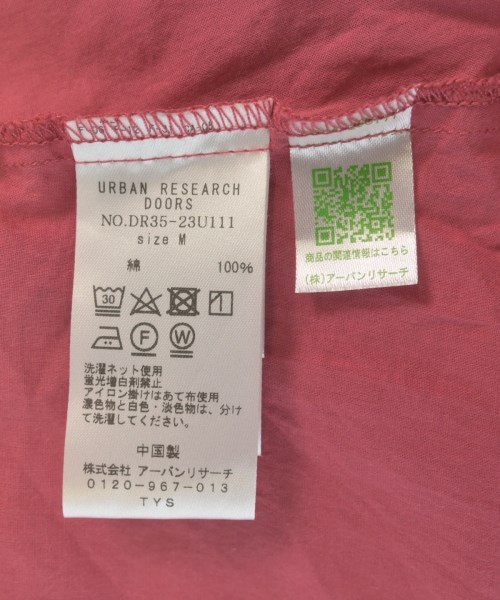 URBAN RESEARCH
DOORS
NO.DR35-23U111
size M
綿 100%
30
F W
洗濯ネット使用
蛍光増白剤禁止
アイロン掛けはあて布使用
濃色物と白色・淡色物は、分け
て洗濯してください。
中国製
株式会社 アーバンリサーチ
0120-967-013
TYS
商品の関連情報はこちら
(株)アーバンリサーチ